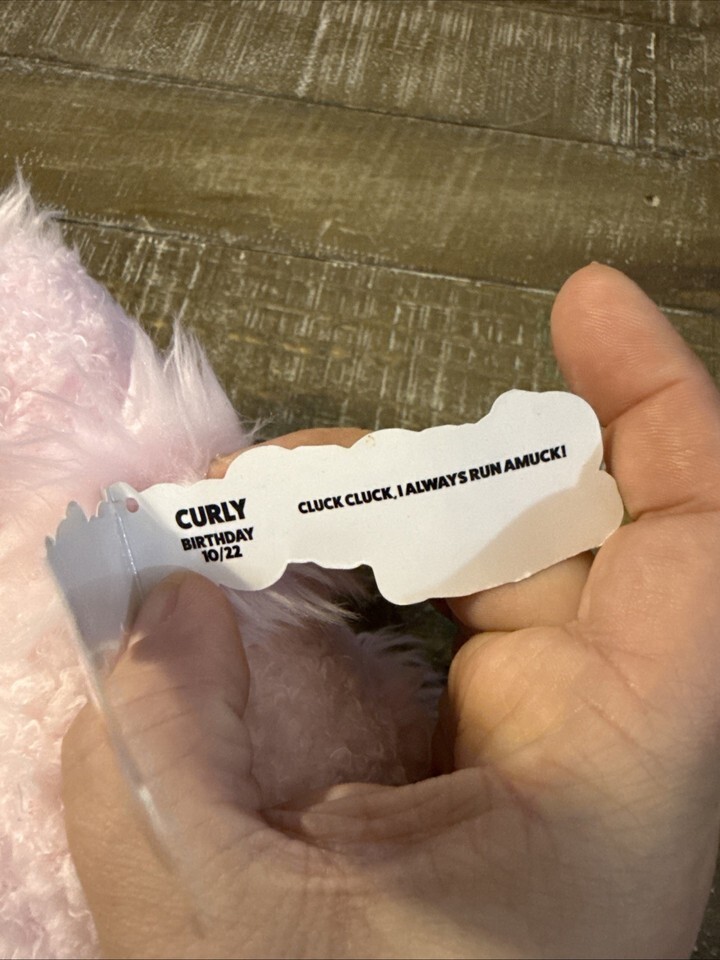 CURLY
BIRTHDAY
10/22
CLUCK CLUCK, I ALWAYS RUN AMUCK!